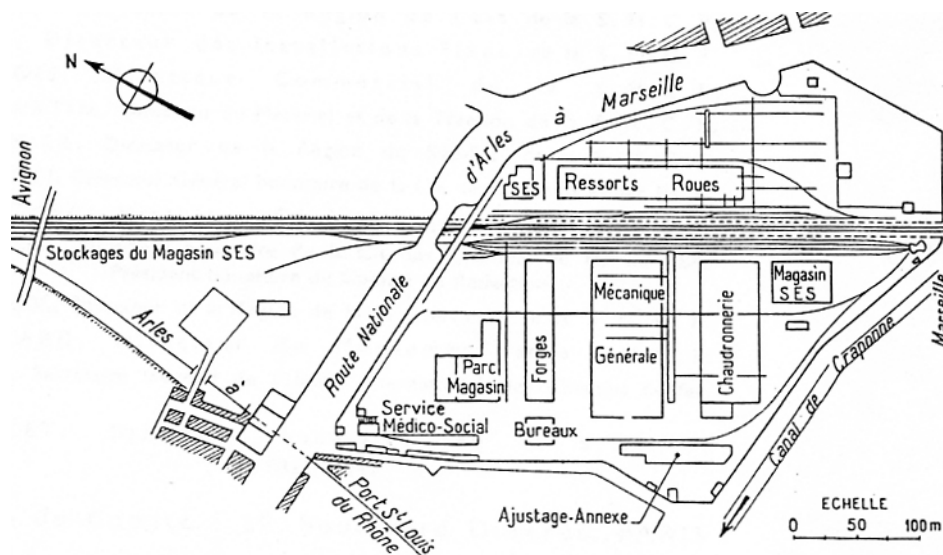 N
Marseille
à
d'Arles
Avignon
SES
Ressorts
Roues
Stockages du Magasin SES
Route Nationale
Arles
à
Port St Louis
du Rhône
Parc
Magasin
Forges
Mécanique
Générale
Chaudronnerie
Magasin
SES
Marseille
Canal de Craponne
Service
Médico-Social
Bureaux
Ajustage-Annexe
ECHELLE
0 50 100 m